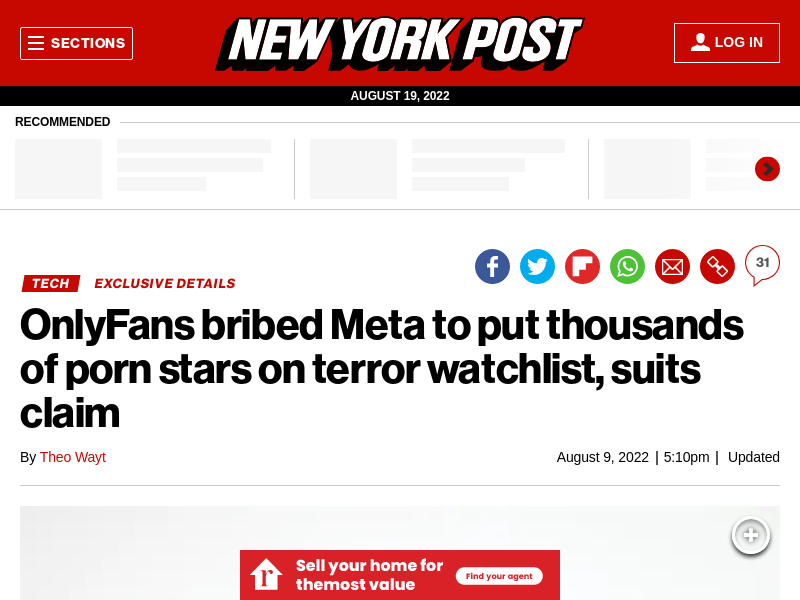 SECTIONS
NEW YORK POST
LOG IN
AUGUST 19, 2022
RECOMMENDED
31
TECH EXCLUSIVE DETAILS
OnlyFans bribed Meta to put thousands
of porn stars on terror watchlist, suits
claim
By Theo Wayt
August 9, 2022 | 5:10pm | Updated
Sell your home for
themost value
Find your agent
r